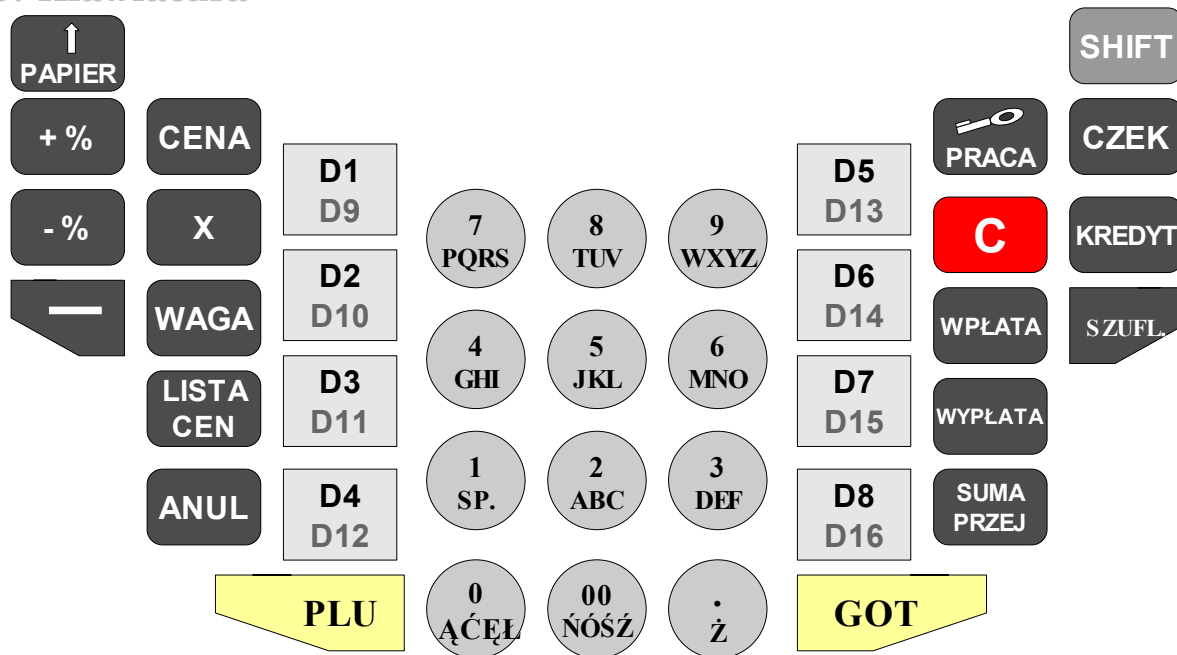 PAPIER
SHIFT
+ %
CENA
PRACA
CZEK
D1
D9
D5
D13
- %
X
7
PQRS
8
TUV
9
WXYZ
C
KREDYT
D2
D10
D6
D14
WAGA
4
GHI
5
JKL
6
MNO
WPŁATA
SZUFL.
LISTA
CEN
D3
D11
D7
D15
WYPŁATA
ANUL
D4
D12
1
SP.
2
ABC
3
DEF
D8
D16
SUMA
PRZEJ
PLU
0
ĄĆĘŁ
00
ŃÓŚŹ
.
Ż
GOT